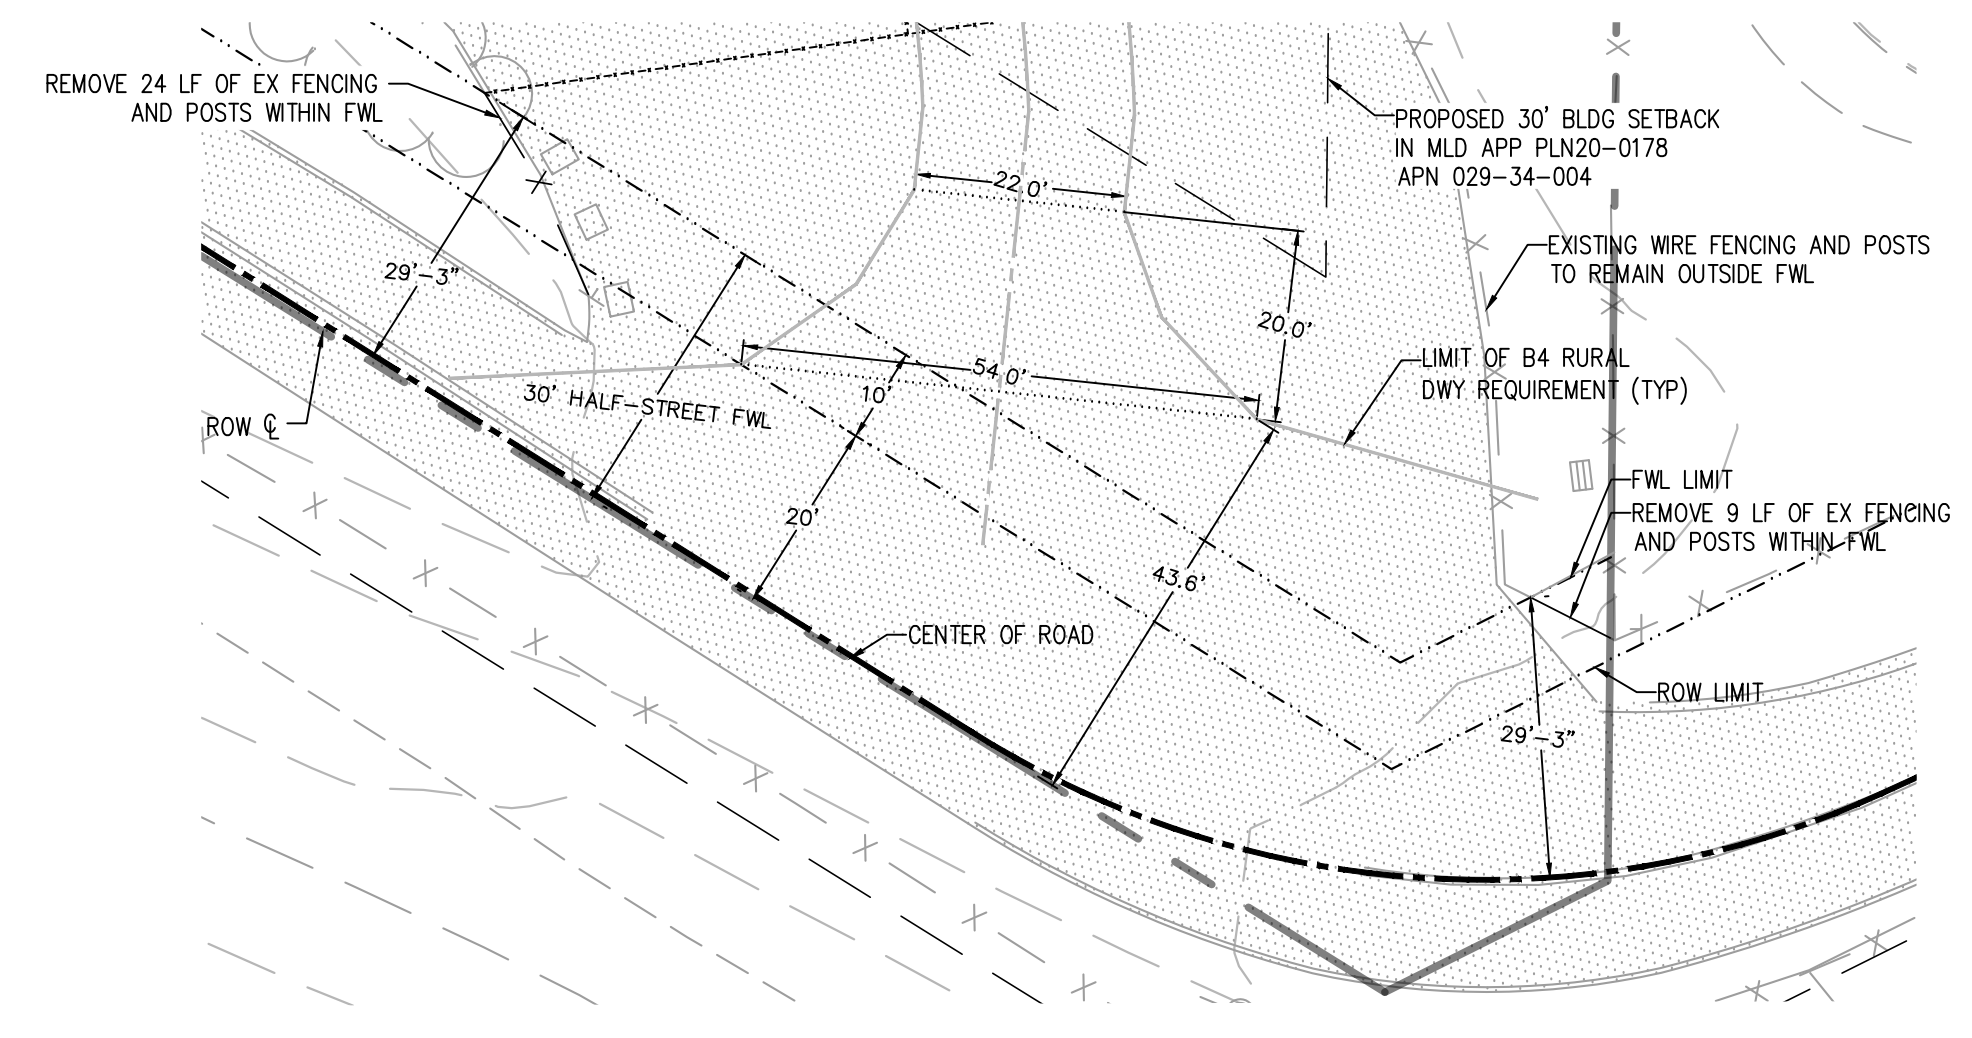 REMOVE 24 LF OF EX FENCING
AND POSTS WITHIN FWL
PROPOSED 30' BLDG SETBACK
IN MLD APP PLN20-0178
APN 029-34-004
22.0'
EXISTING WIRE FENCING AND POSTS
TO REMAIN OUTSIDE FWL
29'-3"
20.0'
54.0'
LIMIT OF B4 RURAL
DWY REQUIREMENT (TYP)
10'
30' HALF-STREET FWL
ROW ℄
FWL LIMIT
REMOVE 9 LF OF EX FENCING
AND POSTS WITHIN FWL
20'
43.6'
CENTER OF ROAD
ROW LIMIT
29'-3"